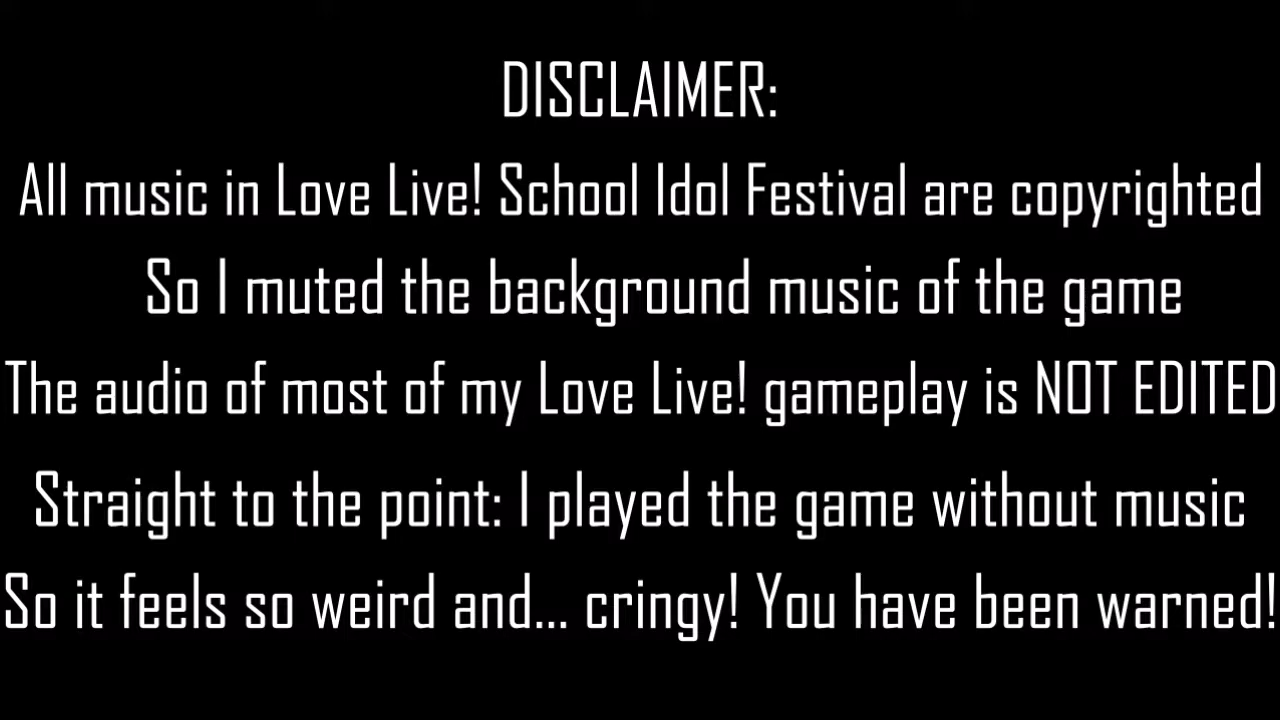 DISCLAIMER:
All music in Love Live! School Idol Festival are copyrighted
So I muted the background music of the game
The audio of most of my Love Live! gameplay is NOT EDITED
Straight to the point: I played the game without music
So it feels so weird and... cringy! You have been warned!